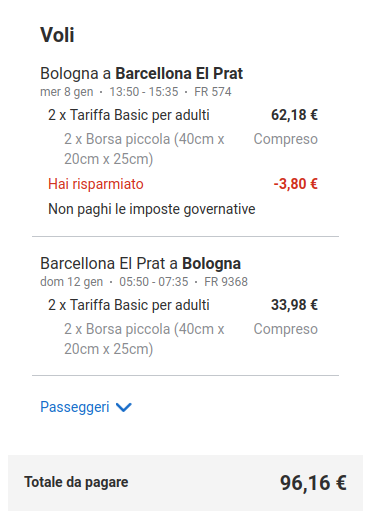 Voli
Bologna a Barcellona El Prat
mer 8 gen · 13:50 - 15:35 · FR 574
2 x Tariffa Basic per adulti 62,18 €
2 x Borsa piccola (40cm x Compreso
20cm x 25cm)
Hai risparmiato -3,80 €
Non paghi le imposte governative
Barcellona El Prat a Bologna
dom 12 gen · 05:50 - 07:35 · FR 9368
2 x Tariffa Basic per adulti 33,98 €
2 x Borsa piccola (40cm x Compreso
20cm x 25cm)
Passeggeri
Totale da pagare 96,16 €